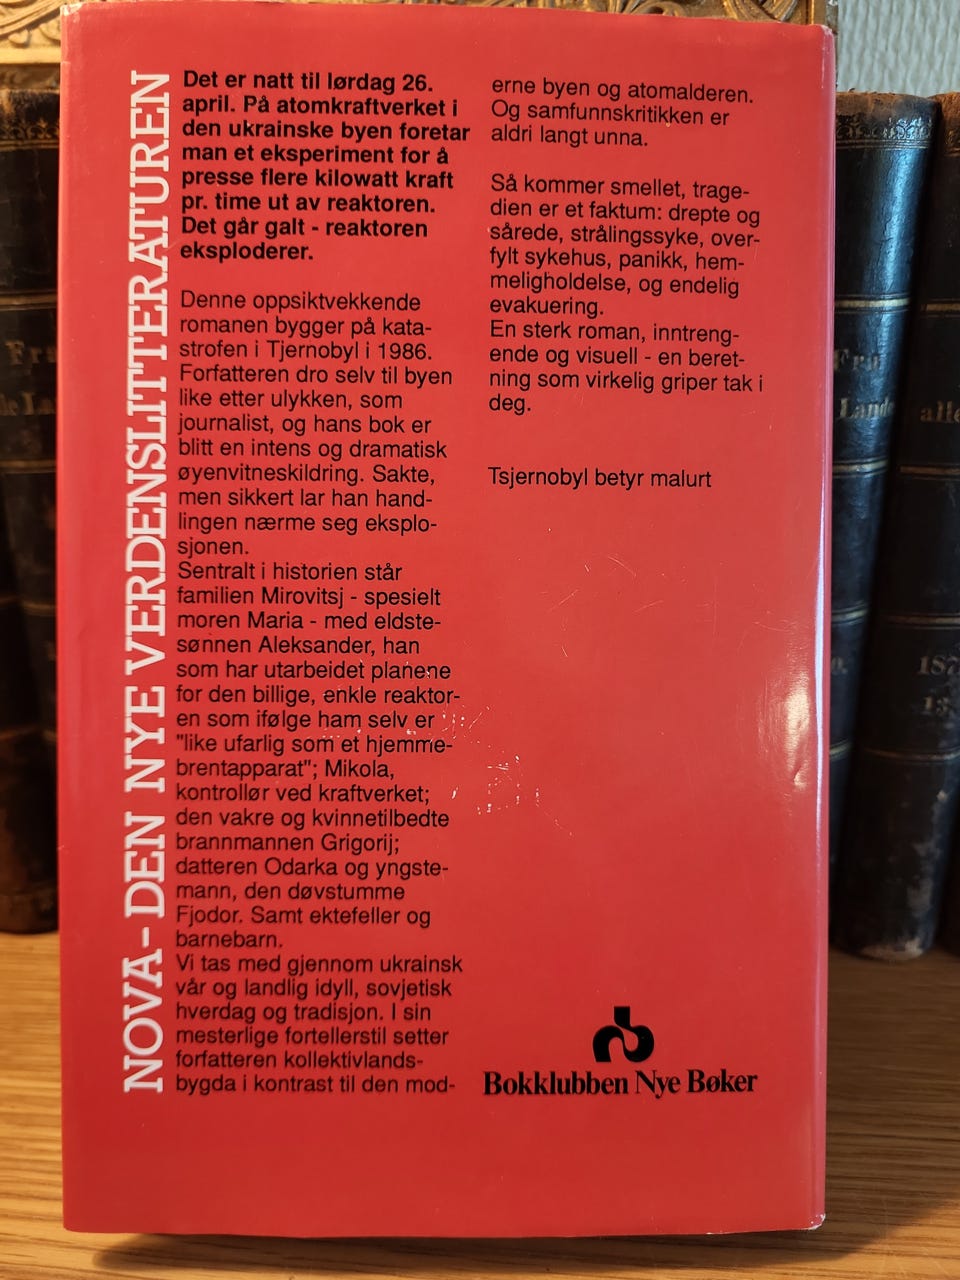 NOVA - DEN NYE VERDENSLITTERATUREN
Det er natt til lørdag 26.
april. På atomkraftverket i
den ukrainske byen foretar
man et eksperiment for å
presse flere kilowatt kraft
pr. time ut av reaktoren.
Det går galt - reaktoren
eksploderer.
Denne oppsiktvekkende
romanen bygger på kata-
strofen i Tjernobyl i 1986.
Forfatteren dro selv til byen
like etter ulykken, som
journalist, og hans bok er
blitt en intens og dramatisk
øyenvitneskildring. Sakte,
men sikkert lar han hand-
lingen nærme seg eksplo-
sjonen.
Sentralt i historien står
familien Mirovitsj - spesielt
moren Maria - med eldste-
sønnen Aleksander, han
som har utarbeidet planene
for den billige, enkle reaktor-
en som ifølge ham selv er
"like ufarlig som et hjemme-
brentapparat"; Mikola,
kontrollør ved kraftverket;
den vakre og kvinnetilbedte
brannmannen Grigorij;
datteren Odarka og yngste-
mann, den døvstumme
Fjodor. Samt ektefeller og
barnebarn.
Vi tas med gjennom ukrainsk
vår og landlig idyll, sovjetisk
hverdag og tradisjon. I sin
mesterlige fortellerstil setter
forfatteren kollektivlands-
bygda i kontrast til den mod-
erne byen og atomalderen.
Og samfunnskritikken er
aldri langt unna.
Så kommer smellet, trage-
dien er et faktum: drepte og
sårede, strålingssyke, over-
fylt sykehus, panikk, hem-
meligholdelse, og endelig
evakuering.
En sterk roman, inntreng-
ende og visuell - en beret-
ning som virkelig griper tak i
deg.
Tsjernobyl betyr malurt
Bokklubben Nye Bøker
Fra
Lande
alle
187